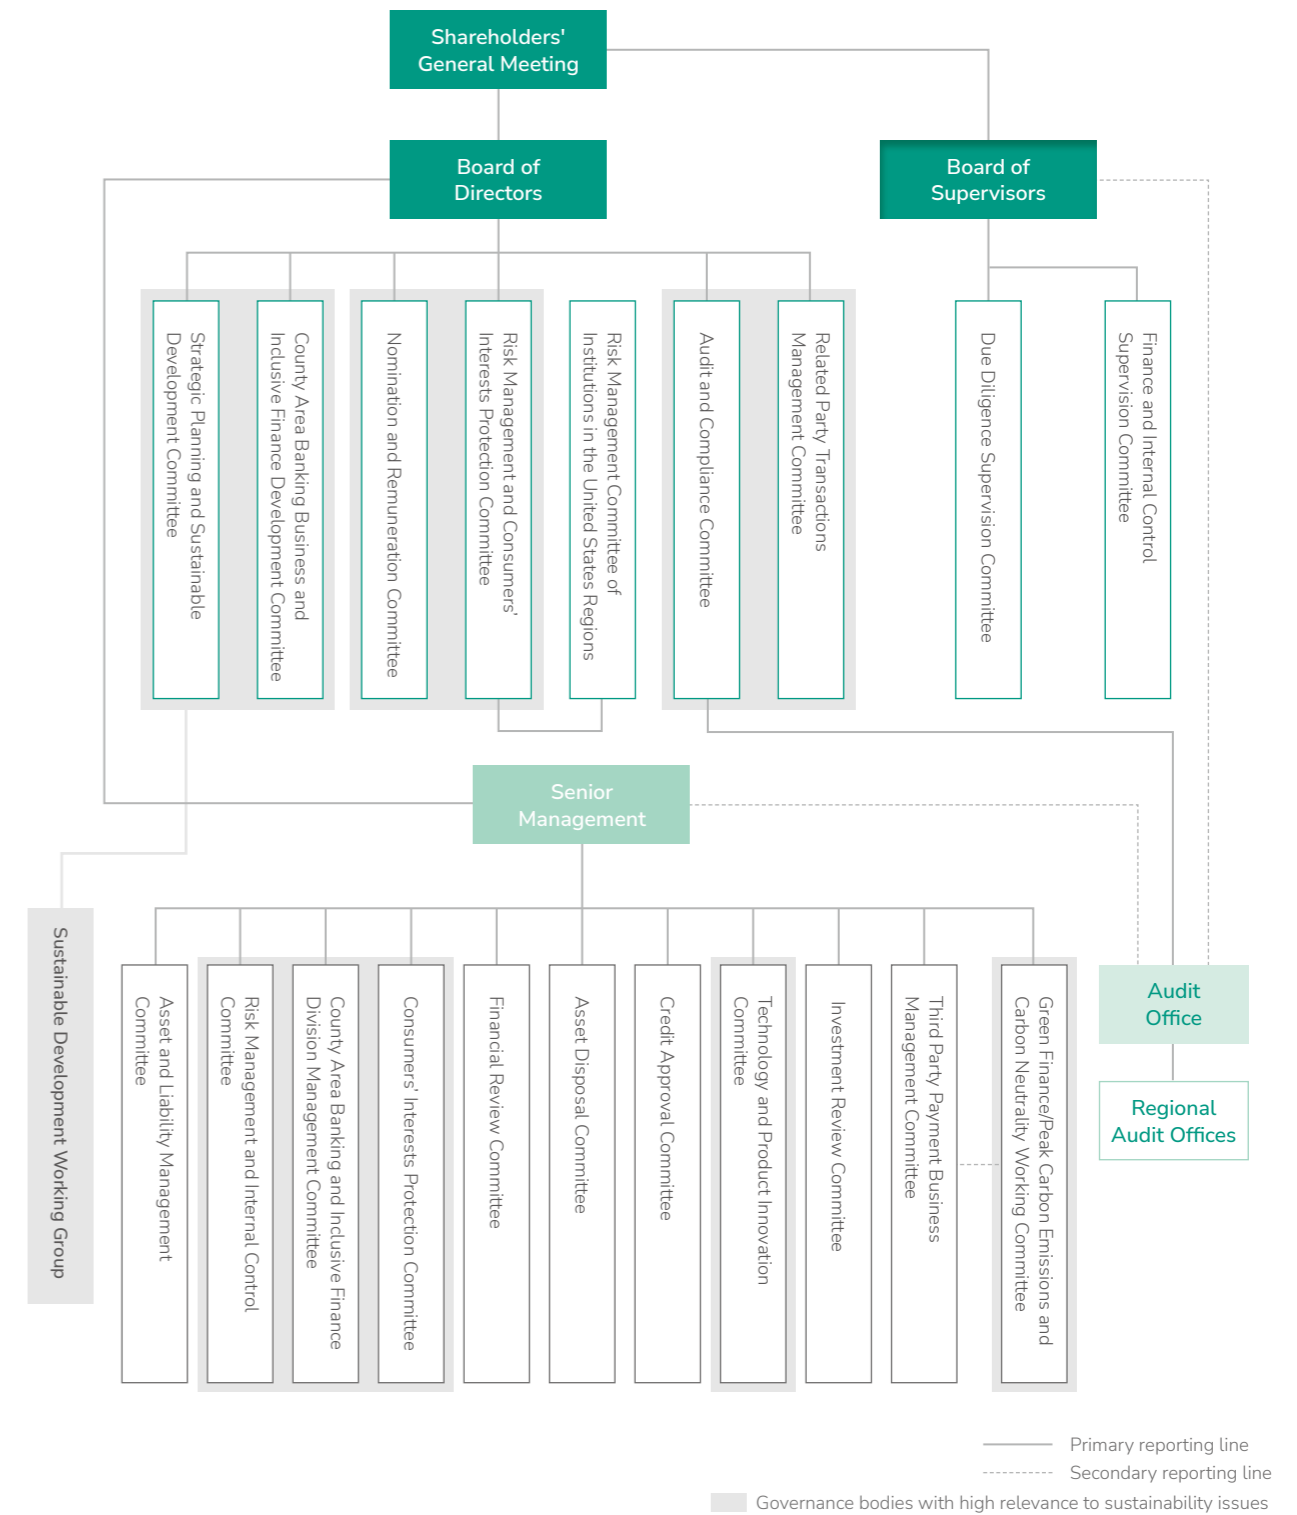 Shareholders'
General Meeting
Board of
Directors
Board of
Supervisors
Strategic Planning and Sustainable
Development Committee
County Area Banking Business and
Inclusive Finance Development Committee
Nomination and Remuneration Committee
Risk Management and Consumers'
Interests Protection Committee
Risk Management Committee of
Institutions in the United States Regions
Audit and Compliance Committee
Related Party Transactions
Management Committee
Due Diligence Supervision Committee
Finance and Internal Control
Supervision Committee
Senior
Management
Sustainable Development Working Group
Asset and Liability Management
Committee
Risk Management and Internal Control
Committee
County Area Banking and Inclusive Finance
Division Management Committee
Consumers' Interests Protection Committee
Financial Review Committee
Asset Disposal Committee
Credit Approval Committee
Technology and Product Innovation
Committee
Investment Review Committee
Third Party Payment Business
Management Committee
Green Finance/Peak Carbon Emissions and
Carbon Neutrality Working Committee
Audit
Office
Regional
Audit Offices
Primary reporting line
Secondary reporting line
Governance bodies with high relevance to sustainability issues